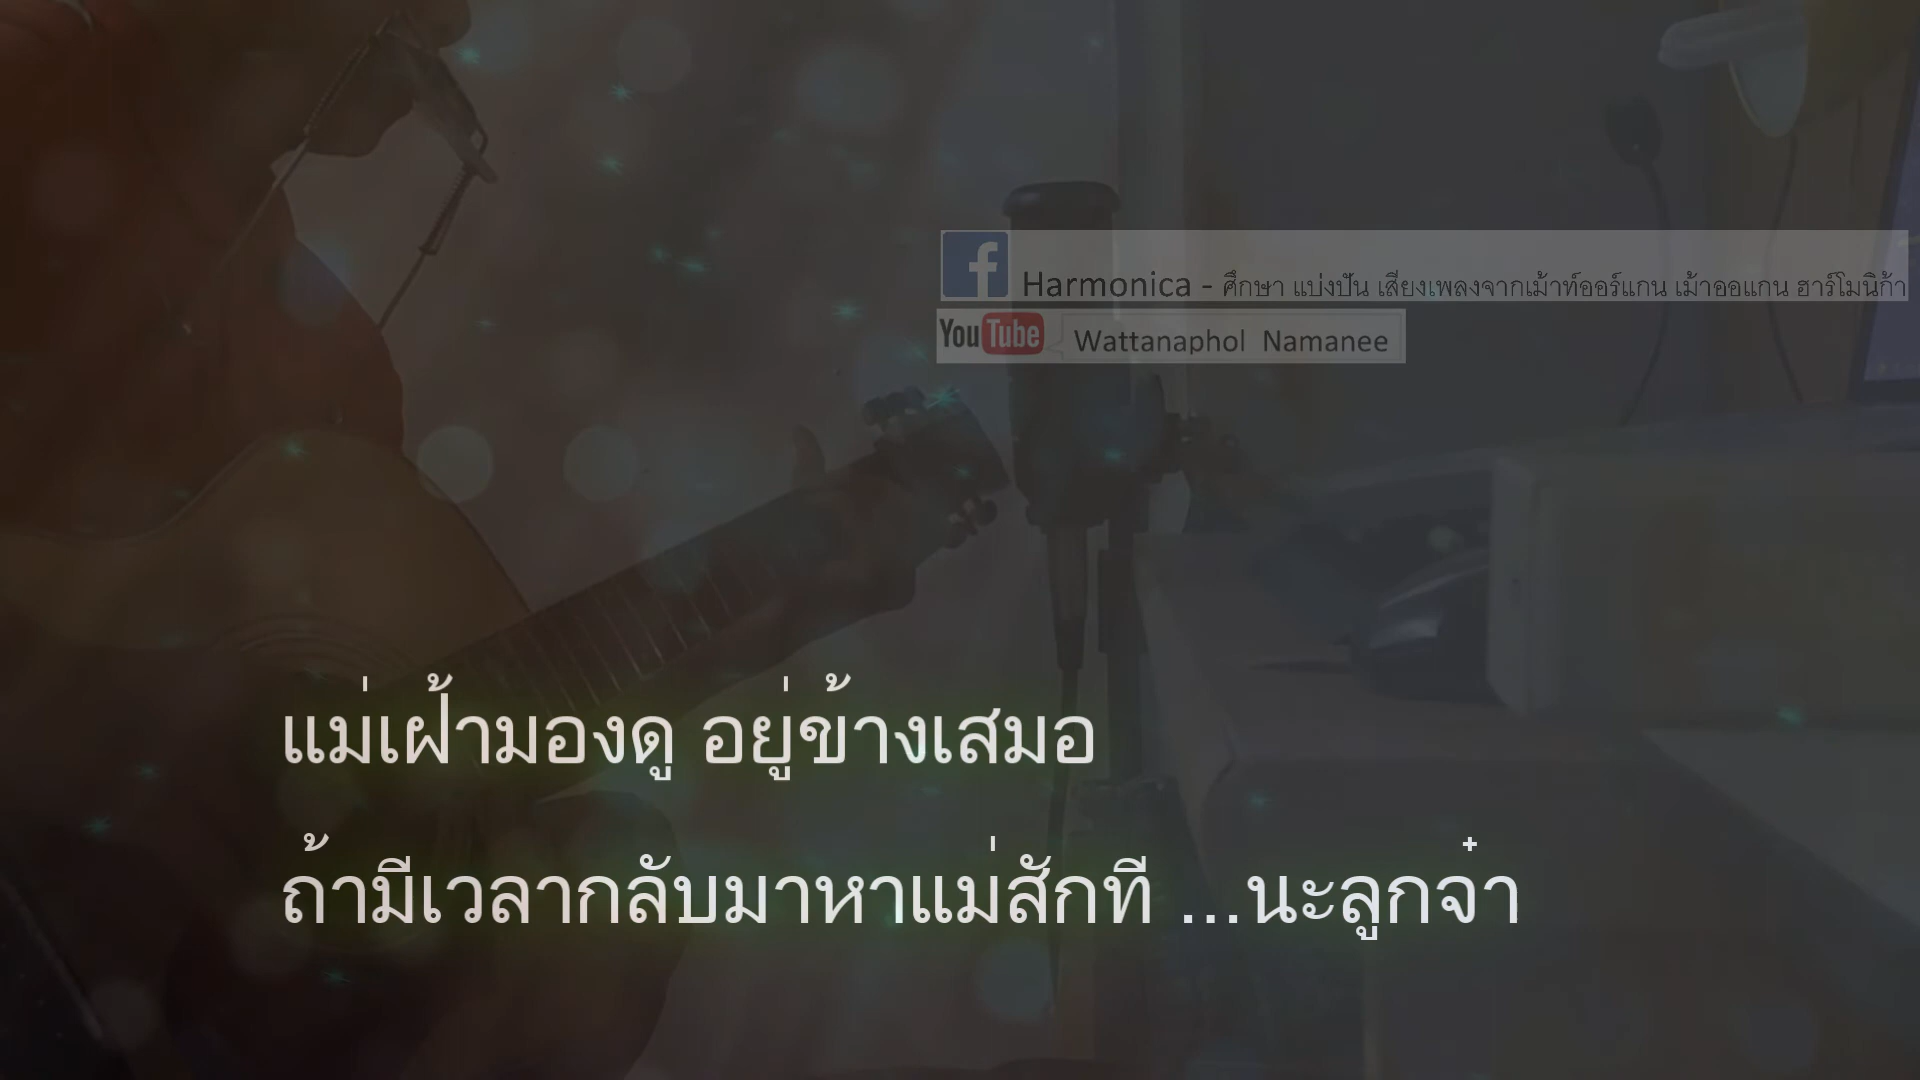 Harmonica - ศึกษา แบ่งปัน เสียงเพลงจากเม้าท์ออร์แกน เม้าออแกน ฮาร์โมนิก้า
YouTube Wattanaphol Namanee
แม่เฝ้ามองดู อยู่ข้างเสมอ
ถ้ามีเวลากลับมาหาแม่สักที ...นะลูกจ๋า